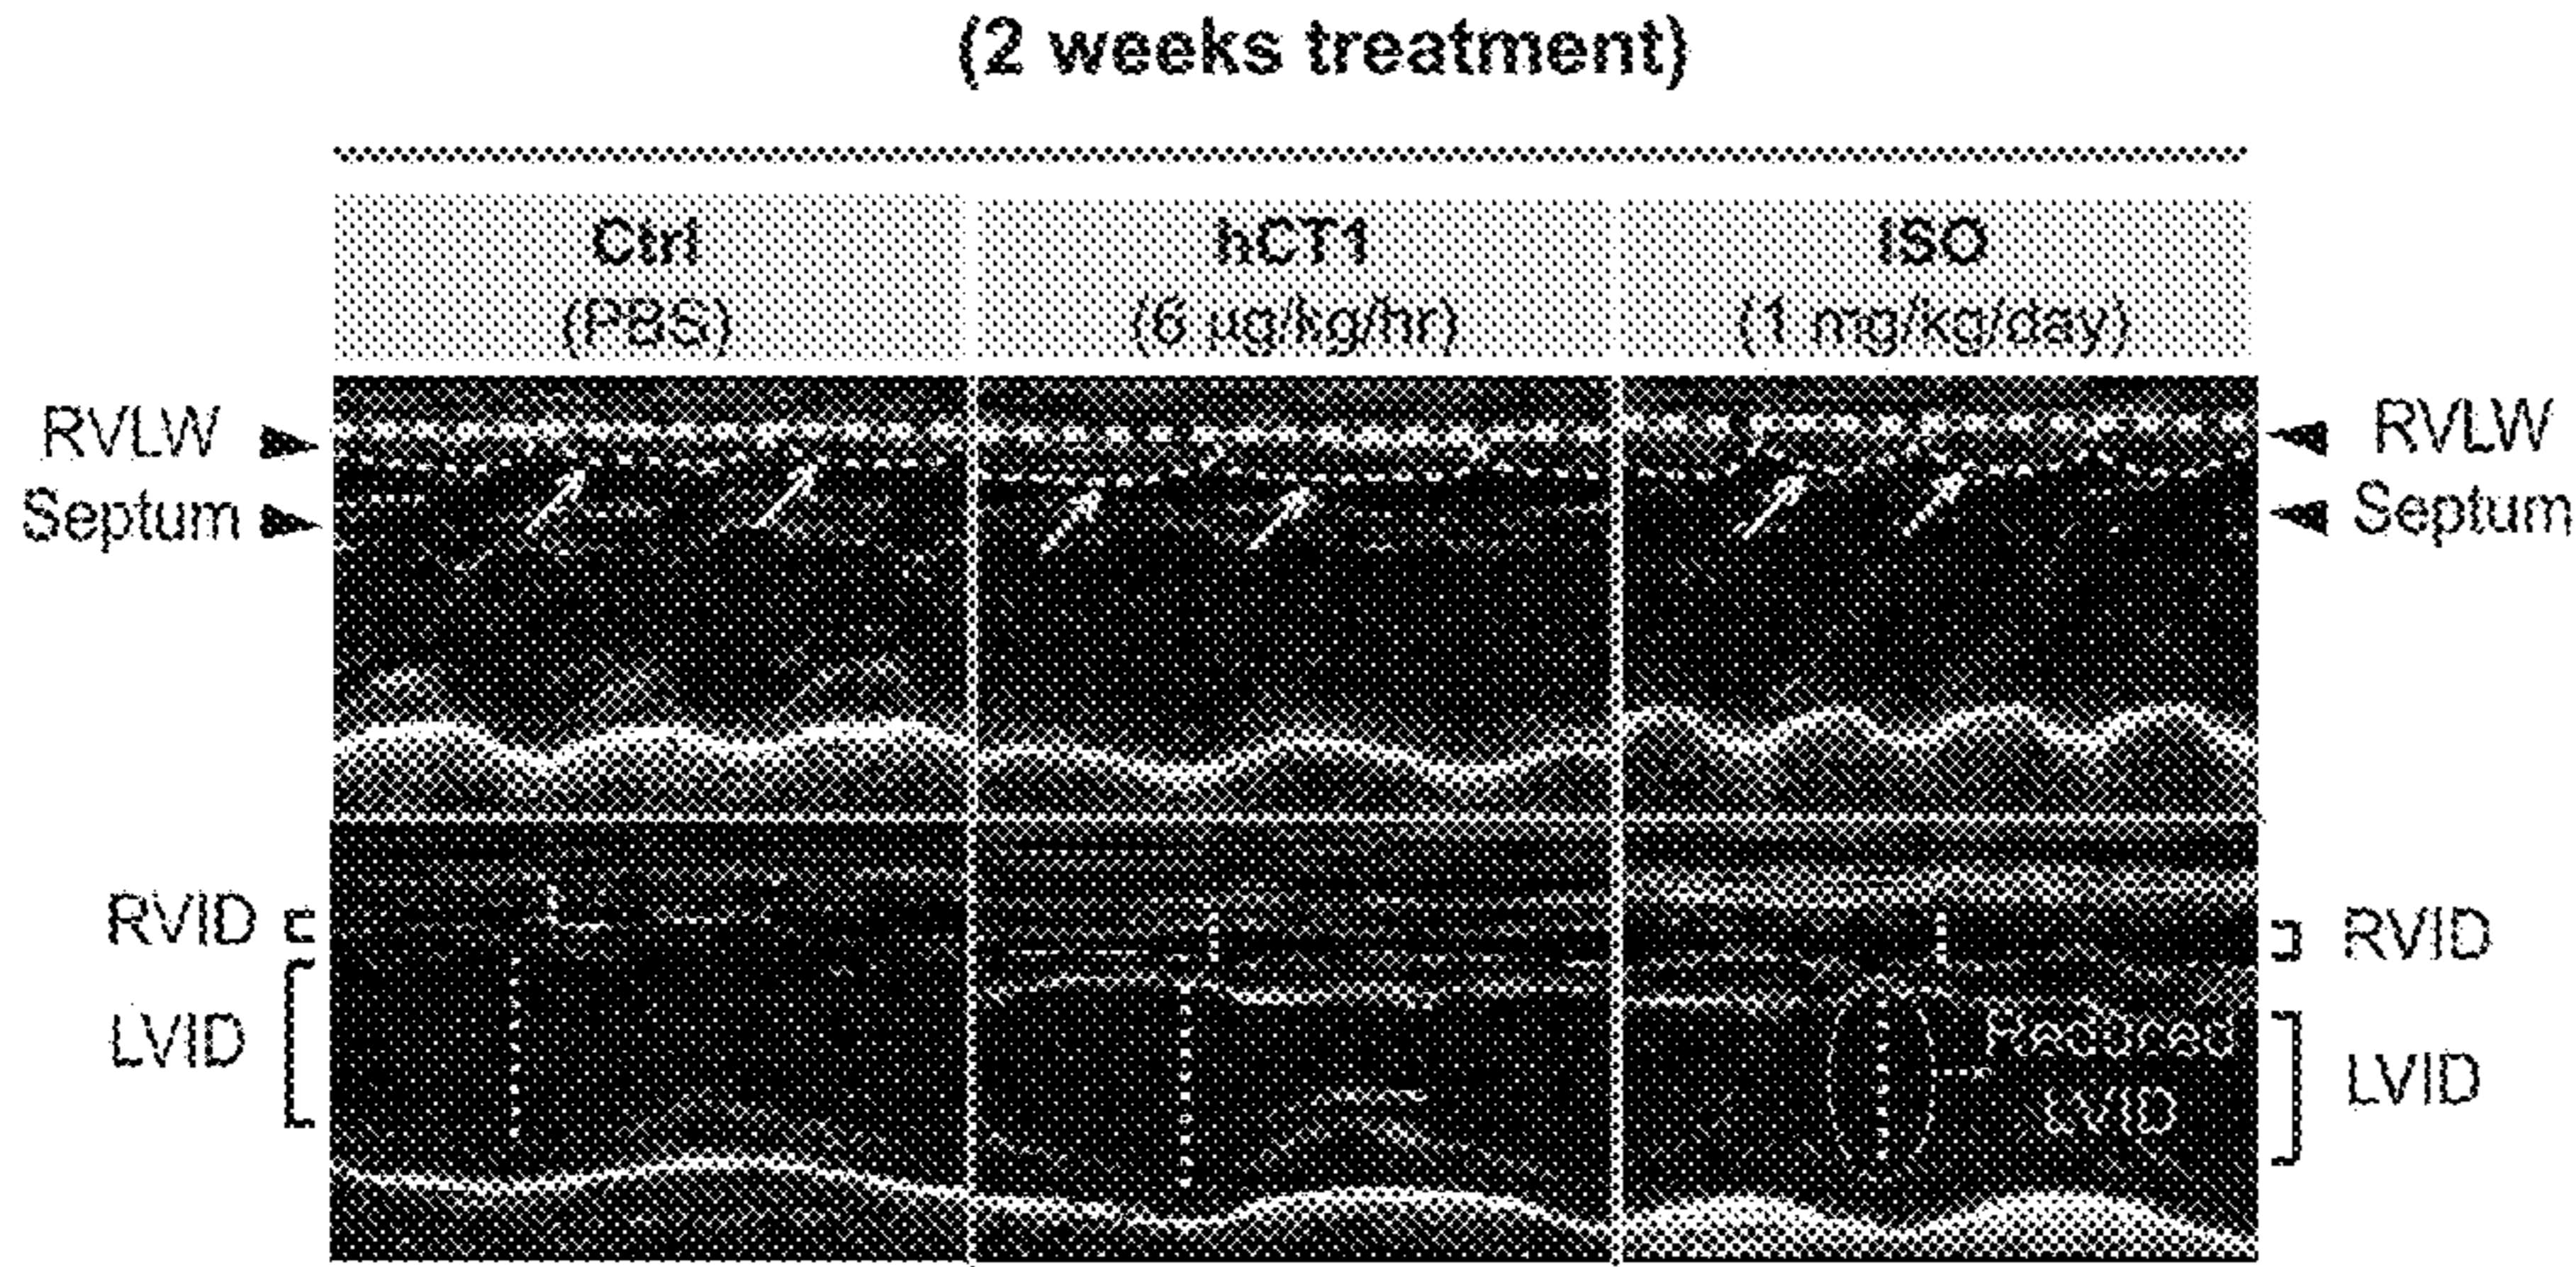 (2 weeks treatment)
Ctrl
(PBS)
hCT1
(6 µg/kg/hr)
ISO
(1 mg/kg/day)
RVLW
Septum
RVLW
Septum
RVID
LVID
Reduced
LVID
RVID
LVID